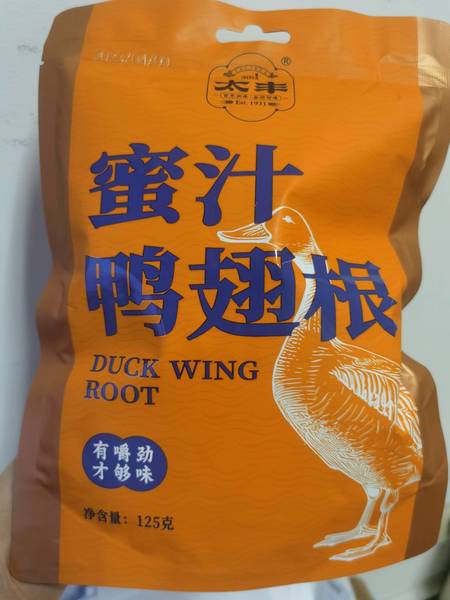 ®
太丰
Est. 1931
蜜汁
鸭翅根
DUCK WING
ROOT
有嚼劲
才够味
净含量：125克